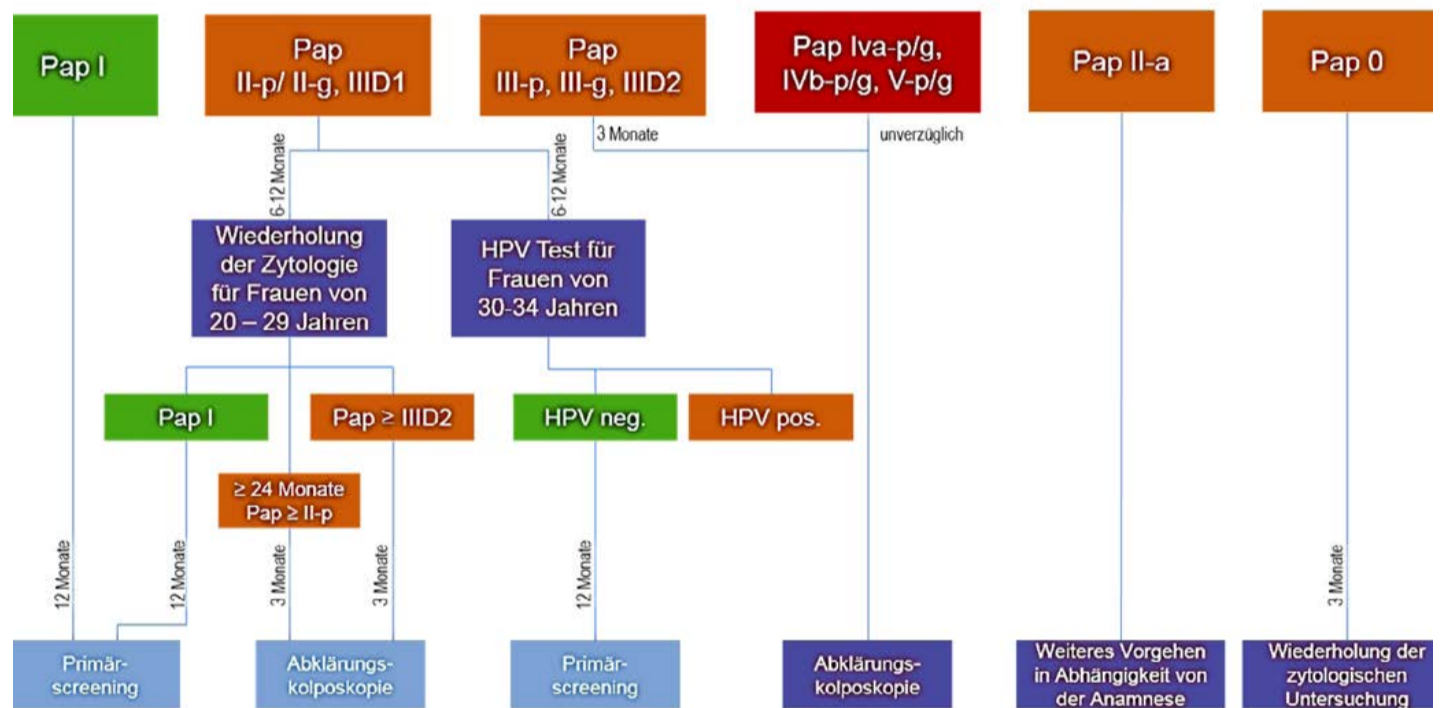 Pap I
Pap
II-p/ II-g, IIID1
Pap
III-p, III-g, IIID2
Pap Iva-p/g,
IVb-p/g, V-p/g
Pap II-a
Pap 0
3 Monate
unverzüglich
6-12 Monate
6-12 Monate
Wiederholung
der Zytologie
für Frauen von
20 – 29 Jahren
HPV Test für
Frauen von
30-34 Jahren
Pap I
Pap ≥ IIID2
HPV neg.
HPV pos.
≥ 24 Monate
Pap ≥ II-p
12 Monate
12 Monate
3 Monate
3 Monate
12 Monate
3 Monate
Primär-
screening
Abklärungs-
kolposkopie
Primär-
screening
Abklärungs-
kolposkopie
Weiteres Vorgehen
in Abhängigkeit von
der Anamnese
Wiederholung der
zytologischen
Untersuchung